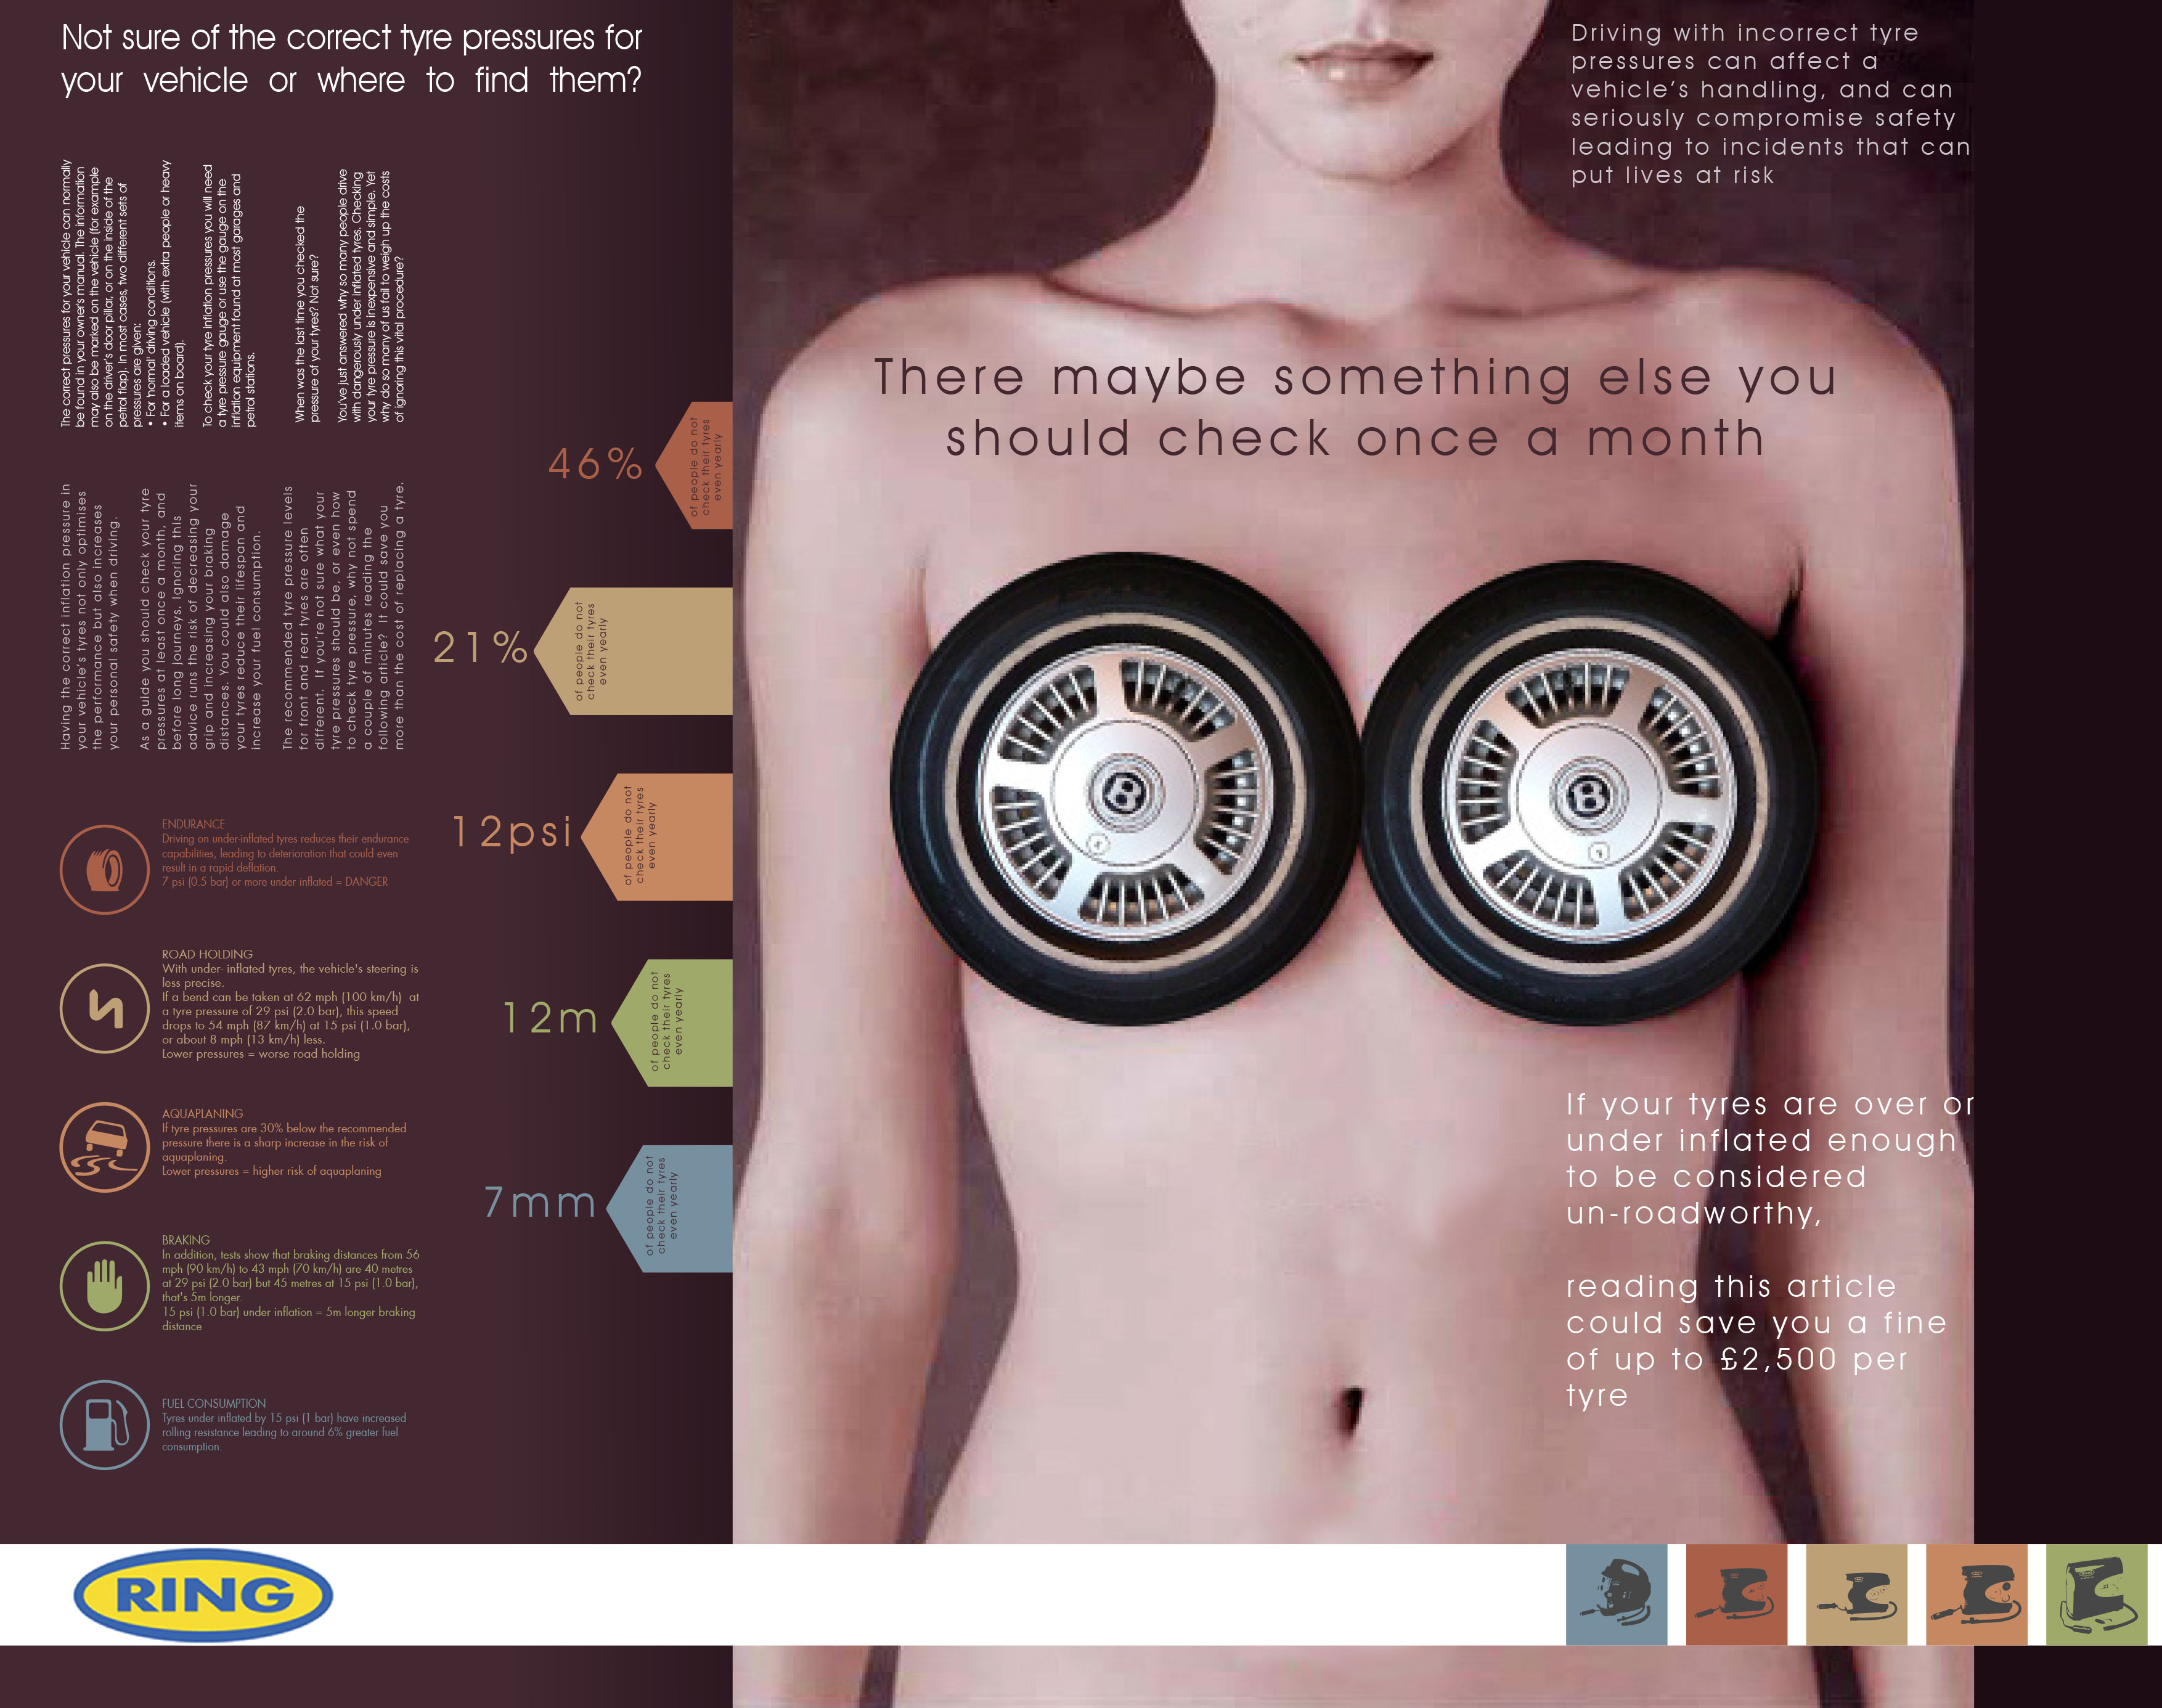 Not sure of the correct tyre pressures for
your vehicle or where to find them?
The correct pressures for your vehicle can normally
be found in your owner's manual. The information
may also be marked on the vehicle (for example
on the driver's door pillar, or on the inside of the
petrol flap). In most cases, two different sets of
pressures are given:
• For 'normal' driving conditions.
• For a loaded vehicle (with extra people or heavy
items on board).
To check your tyre inflation pressures you will need
a tyre pressure gauge or use the gauge on the
inflation equipment found at most garages and
petrol stations.
When was the last time you checked the
pressure of your tyres? Not sure?
You've just answered why so many people drive
with dangerously under inflated tyres. Checking
your tyre pressure is inexpensive and simple. Yet
why do so many of us fail to weigh up the costs
of ignoring this vital procedure?
Having the correct inflation pressure in
your vehicle's tyres not only optimises
the performance but also increases
your personal safety when driving.
As a guide you should check your tyre
pressures at least once a month, and
before long journeys. Ignoring this
advice runs the risk of decreasing your
grip and increasing your braking
distances. You could also damage
your tyres reduce their lifespan and
increase your fuel consumption.
The recommended tyre pressure levels
for front and rear tyres are often
different. If you're not sure what your
tyre pressures should be, or even how
to check tyre pressure, why not spend
a couple of minutes reading the
following article? It could save you
more than the cost of replacing a tyre.
ENDURANCE
Driving on under-inflated tyres reduces their endurance
capabilities, leading to deterioration that could even
result in a rapid deflation.
7 psi (0.5 bar) or more under inflated = DANGER
ROAD HOLDING
With under- inflated tyres, the vehicle's steering is
less precise.
If a bend can be taken at 62 mph (100 km/h) at
a tyre pressure of 29 psi (2.0 bar), this speed
drops to 54 mph (87 km/h) at 15 psi (1.0 bar),
or about 8 mph (13 km/h) less.
Lower pressures = worse road holding
AQUAPLANING
If tyre pressures are 30% below the recommended
pressure there is a sharp increase in the risk of
aquaplaning.
Lower pressures = higher risk of aquaplaning
BRAKING
In addition, tests show that braking distances from 56
mph (90 km/h) to 43 mph (70 km/h) are 40 metres
at 29 psi (2.0 bar) but 45 metres at 15 psi (1.0 bar),
that's 5m longer.
15 psi (1.0 bar) under inflation = 5m longer braking
distance
FUEL CONSUMPTION
Tyres under inflated by 15 psi (1 bar) have increased
rolling resistance leading to around 6% greater fuel
consumption.
46%
of people do not
check their tyres
even yearly
21%
of people do not
check their tyres
even yearly
12psi
of people do not
check their tyres
even yearly
12m
of people do not
check their tyres
even yearly
7mm
of people do not
check their tyres
even yearly
Driving with incorrect tyre
pressures can affect a
vehicle's handling, and can
seriously compromise safety
leading to incidents that can
put lives at risk
There maybe something else you
should check once a month
B
B
If your tyres are over or
under inflated enough
to be considered
un-roadworthy,
reading this article
could save you a fine
of up to £2,500 per
tyre
RING